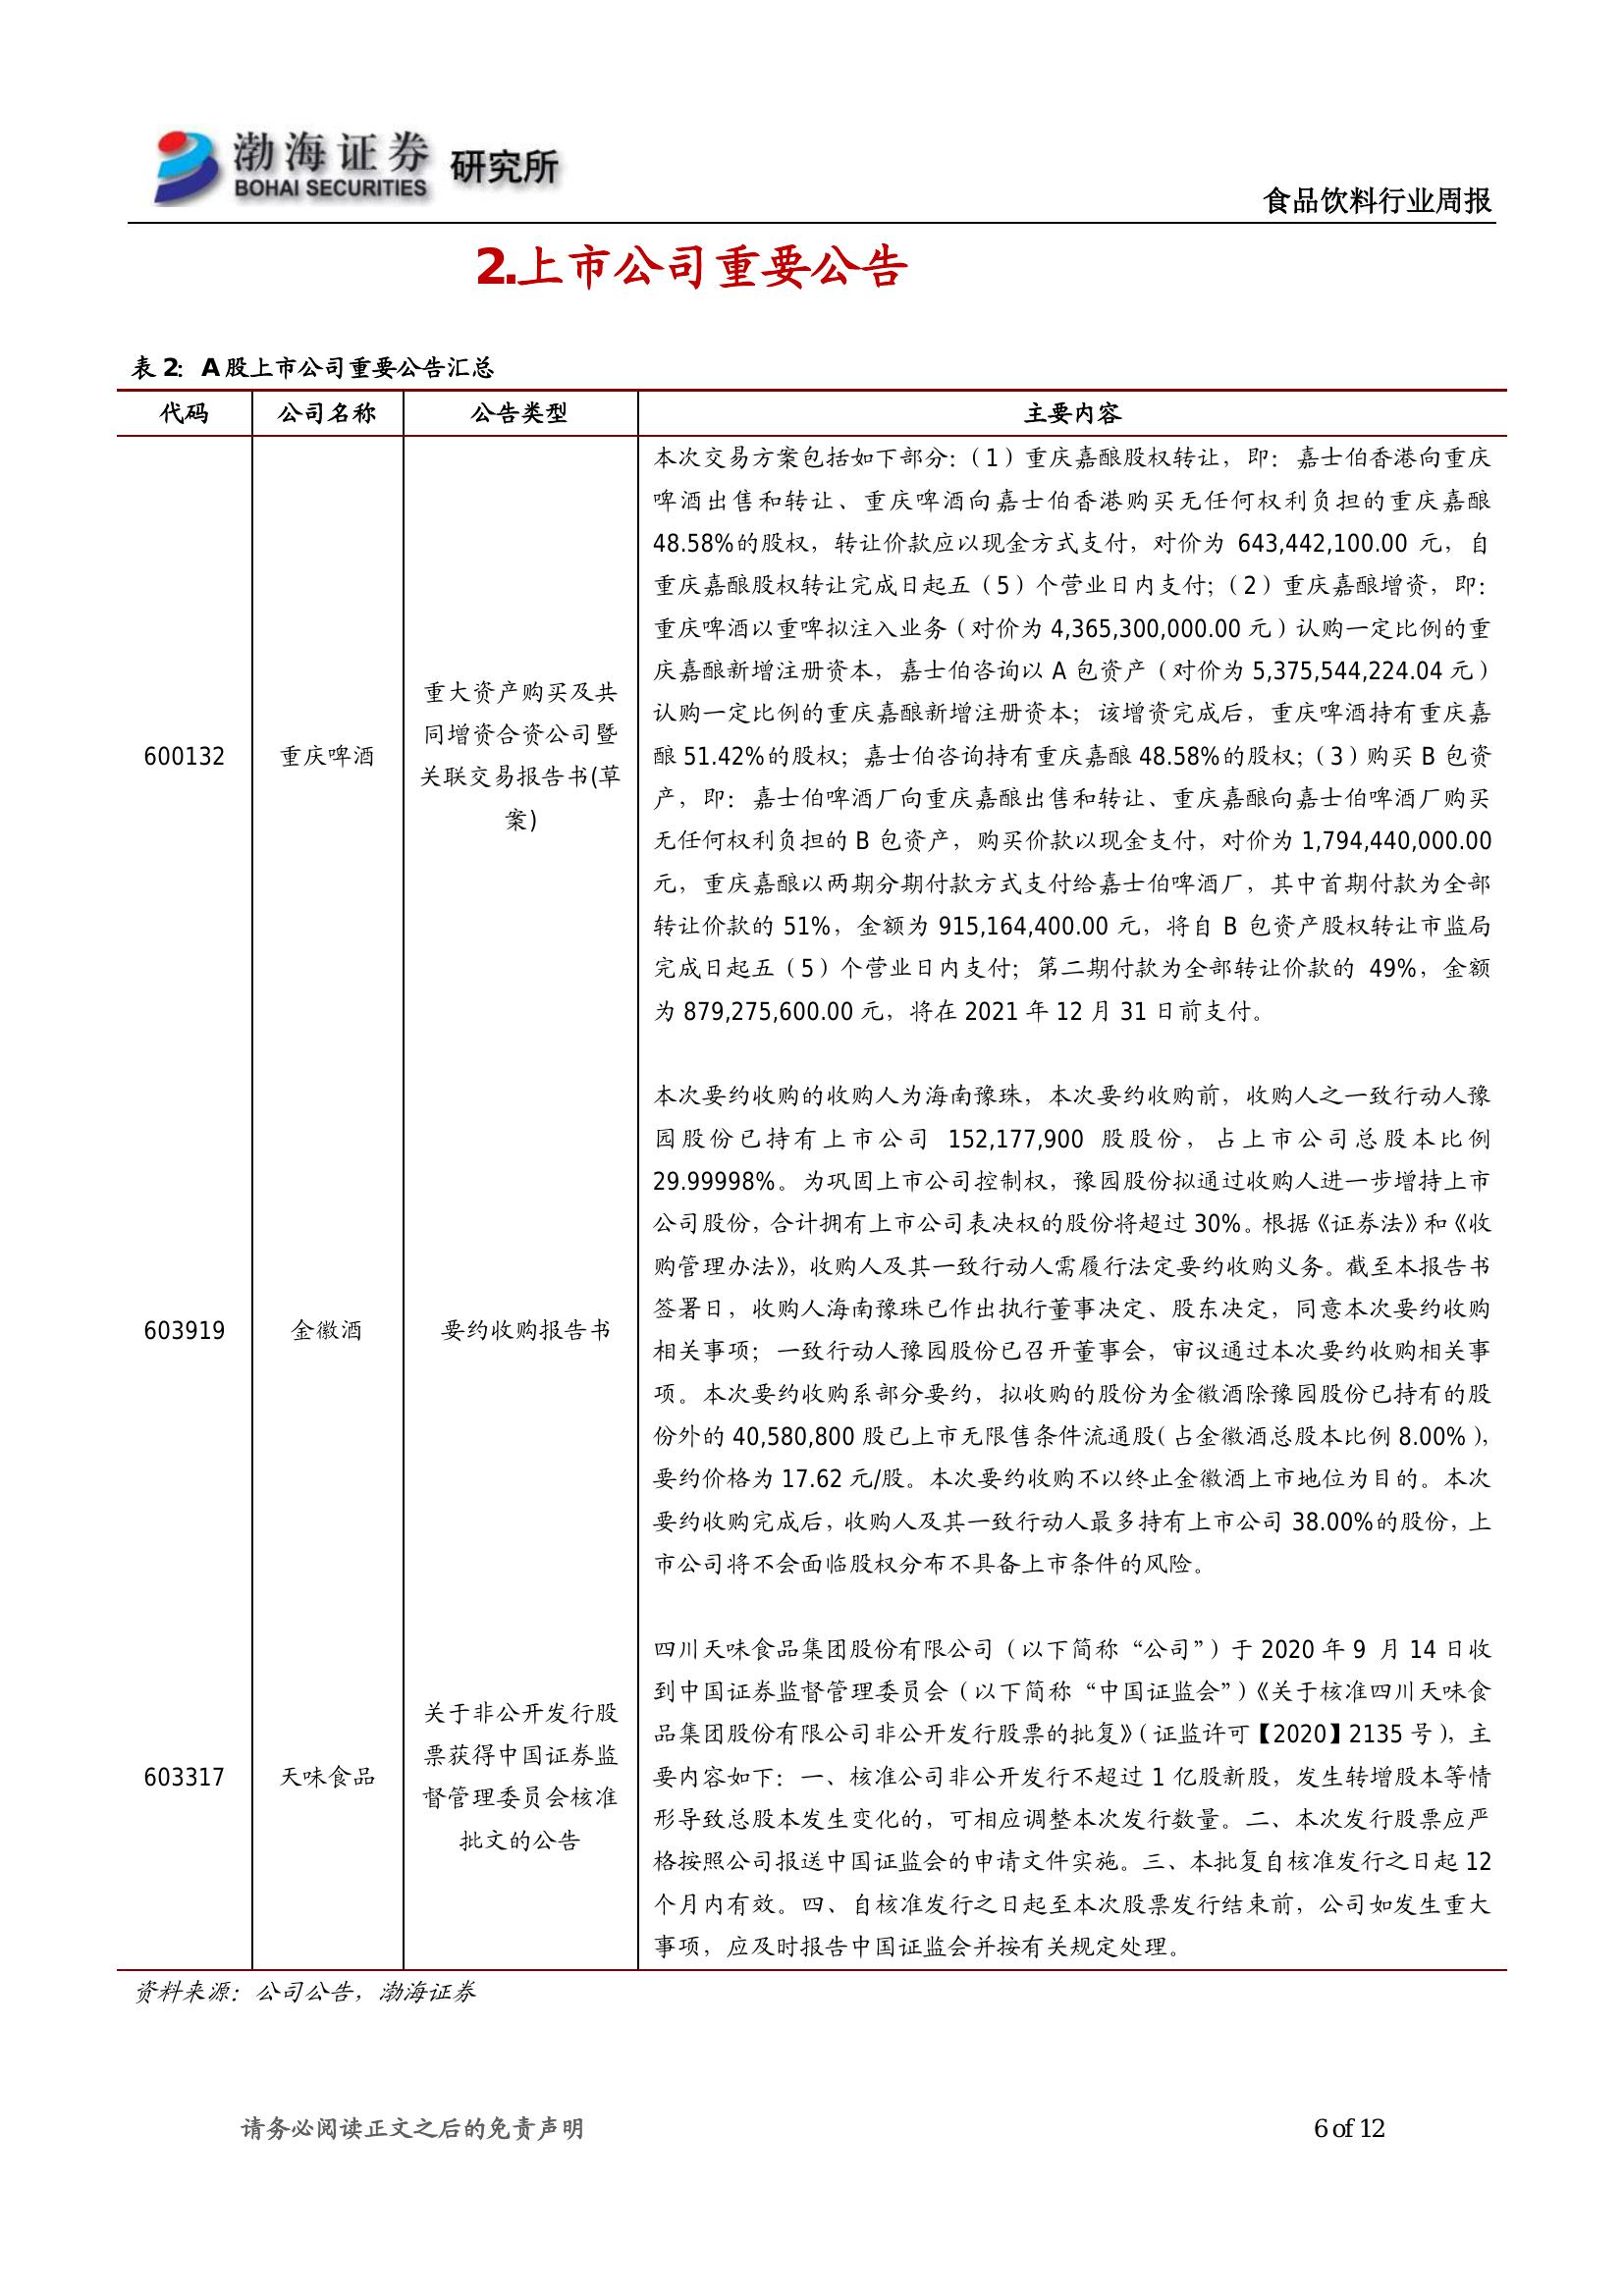 渤海证券 研究所
BOHAI SECURITIES
食品饮料行业周报
2.上市公司重要公告
表 2：A 股上市公司重要公告汇总
代码 公司名称 公告类型 主要内容
600132
重庆啤酒
重大资产购买及共
同增资合资公司暨
关联交易报告书(草
案)
本次交易方案包括如下部分：（1）重庆嘉酿股权转让，即：嘉士伯香港向重庆
啤酒出售和转让、重庆啤酒向嘉士伯香港购买无任何权利负担的重庆嘉酿
48.58%的股权，转让价款应以现金方式支付，对价为 643,442,100.00 元，自
重庆嘉酿股权转让完成日起五（5）个营业日内支付；（2）重庆嘉酿增资，即：
重庆啤酒以重啤拟注入业务（对价为 4,365,300,000.00 元）认购一定比例的重
庆嘉酿新增注册资本，嘉士伯咨询以 A 包资产（对价为 5,375,544,224.04 元）
认购一定比例的重庆嘉酿新增注册资本；该增资完成后，重庆啤酒持有重庆嘉
酿 51.42%的股权；嘉士伯咨询持有重庆嘉酿 48.58%的股权；（3）购买 B 包资
产，即：嘉士伯啤酒厂向重庆嘉酿出售和转让、重庆嘉酿向嘉士伯啤酒厂购买
无任何权利负担的 B 包资产，购买价款以现金支付，对价为 1,794,440,000.00
元，重庆嘉酿以两期分期付款方式支付给嘉士伯啤酒厂，其中首期付款为全部
转让价款的 51%，金额为 915,164,400.00 元，将自 B 包资产股权转让市监局
完成日起五（5）个营业日内支付；第二期付款为全部转让价款的 49%，金额
为 879,275,600.00 元，将在 2021 年 12 月 31 日前支付。
603919
金徽酒
要约收购报告书
本次要约收购的收购人为海南豫珠，本次要约收购前，收购人之一致行动人豫
园股份已持有上市公司 152,177,900 股股份，占上市公司总股本比例
29.99998%。为巩固上市公司控制权，豫园股份拟通过收购人进一步增持上市
公司股份，合计拥有上市公司表决权的股份将超过 30%。根据《证券法》和《收
购管理办法》，收购人及其一致行动人需履行法定要约收购义务。截至本报告书
签署日，收购人海南豫珠已作出执行董事决定、股东决定，同意本次要约收购
相关事项；一致行动人豫园股份已召开董事会，审议通过本次要约收购相关事
项。本次要约收购系部分要约，拟收购的股份为金徽酒除豫园股份已持有的股
份外的 40,580,800 股已上市无限售条件流通股（占金徽酒总股本比例 8.00%），
要约价格为 17.62 元/股。本次要约收购不以终止金徽酒上市地位为目的。本次
要约收购完成后，收购人及其一致行动人最多持有上市公司 38.00%的股份，上
市公司将不会面临股权分布不具备上市条件的风险。
603317
天味食品
关于非公开发行股
票获得中国证券监
督管理委员会核准
批文的公告
四川天味食品集团股份有限公司（以下简称“公司”）于 2020 年 9 月 14 日收
到中国证券监督管理委员会（以下简称“中国证监会”）《关于核准四川天味食
品集团股份有限公司非公开发行股票的批复》（证监许可【2020】2135 号），主
要内容如下：一、核准公司非公开发行不超过 1 亿股新股，发生转增股本等情
形导致总股本发生变化的，可相应调整本次发行数量。二、本次发行股票应严
格按照公司报送中国证监会的申请文件实施。三、本批复自核准发行之日起 12
个月内有效。四、自核准发行之日起至本次股票发行结束前，公司如发生重大
事项，应及时报告中国证监会并按有关规定处理。
资料来源：公司公告，渤海证券
请务必阅读正文之后的免责声明
6 of 12